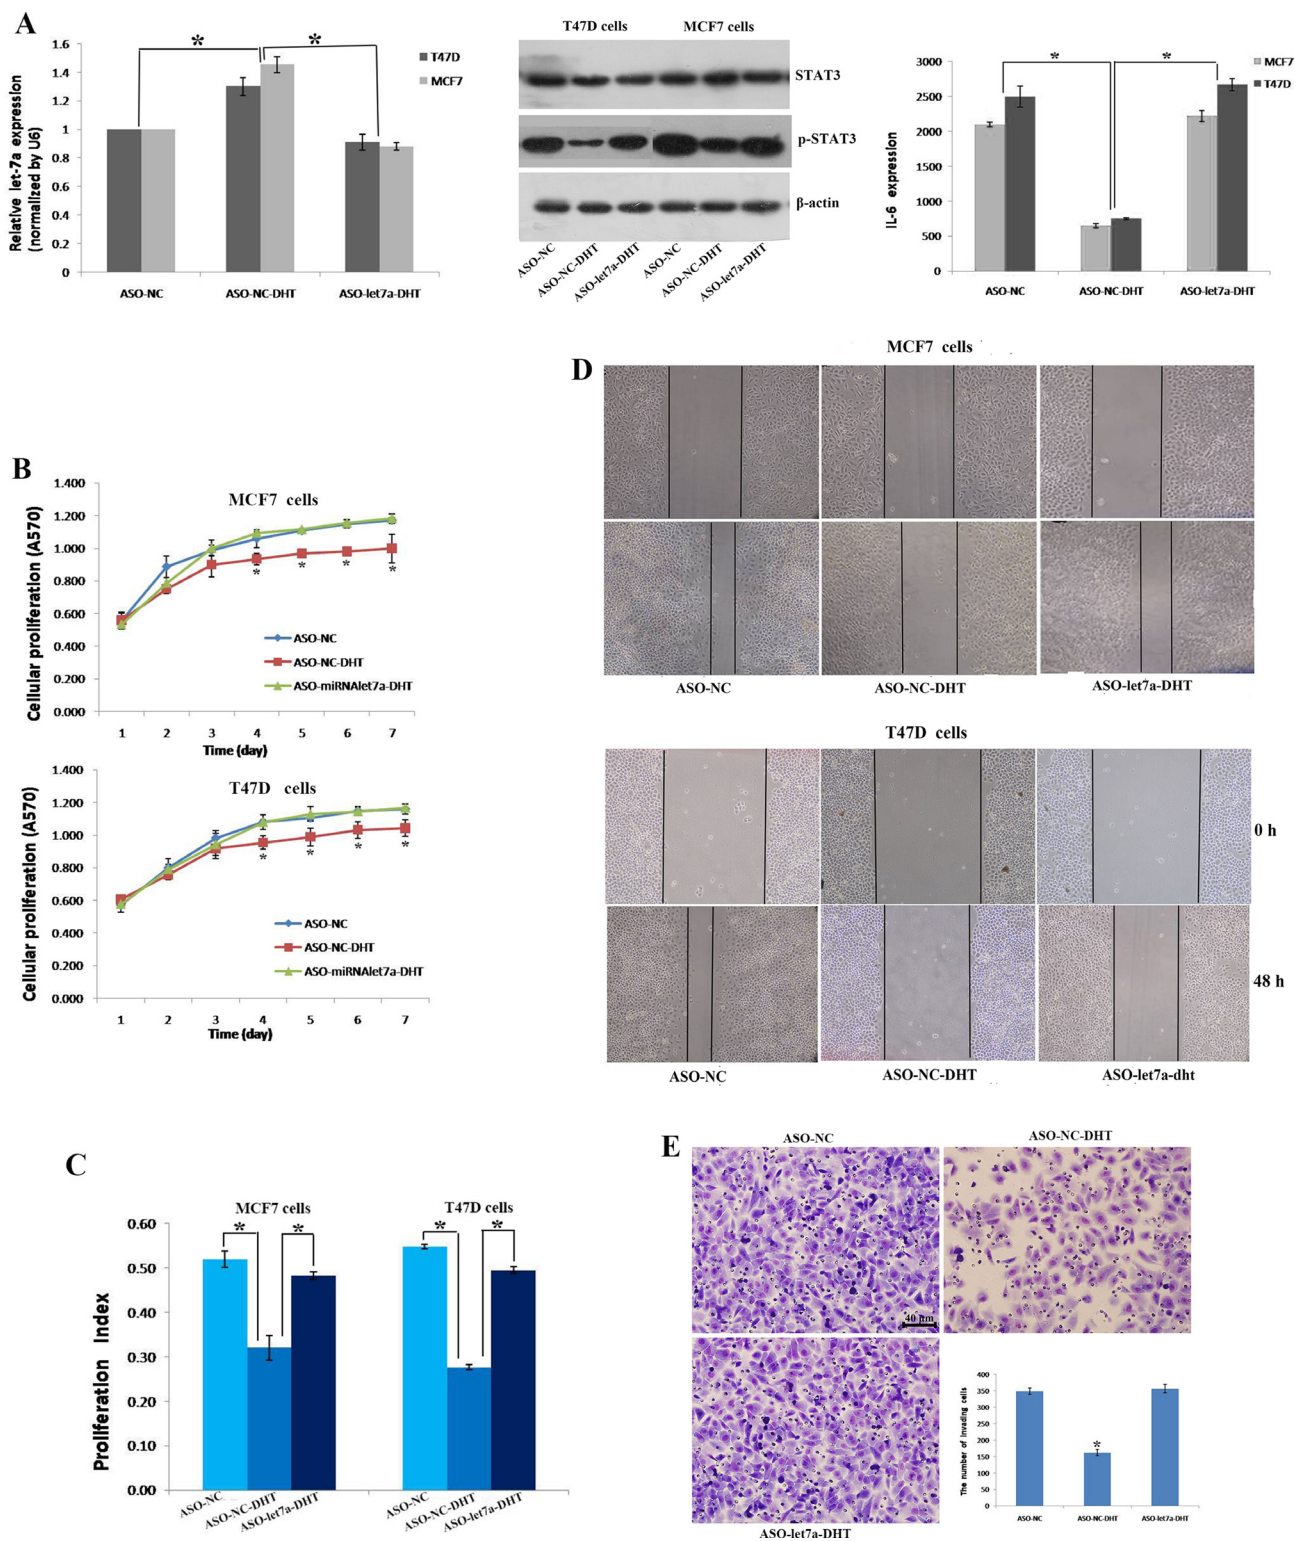 A
Relative let-7a expression
(normalized by U6)
1.6
1.4
1.2
1
0.8
0.6
0.4
0.2
0
*
*
T47D
MCF7
ASO-NC
ASO-NC-DHT
ASO-let7a-DHT
T47D cells
MCF7 cells
STAT3
p-STAT3
β-actin
ASO-NC
ASO-NC-DHT
ASO-let7a-DHT
ASO-NC
ASO-NC-DHT
ASO-let7a-DHT
IL-6 expression
3000
2500
2000
1500
1000
500
0
*
*
MCF7
T47D
ASO-NC
ASO-NC-DHT
ASO-let7a-DHT
B
Cellular proliferation (A570)
1.400
1.200
1.000
0.800
0.600
0.400
0.200
0.000
MCF7 cells
* * * *
ASO-NC
ASO-NC-DHT
ASO-miRNAlet7a-DHT
1 2 3 4 5 6 7
Time (day)
Cellular proliferation (A570)
1.400
1.200
1.000
0.800
0.600
0.400
0.200
0.000
T47D cells
* * * *
ASO-NC
ASO-NC-DHT
ASO-miRNAlet7a-DHT
1 2 3 4 5 6 7
Time (day)
D
MCF7 cells
ASO-NC
ASO-NC-DHT
ASO-let7a-DHT
T47D cells
0 h
48 h
ASO-NC
ASO-NC-DHT
ASO-let7a-dht
C
Proliferation Index
0.60
0.50
0.40
0.30
0.20
0.10
0.00
MCF7 cells
T47D cells
* *
* *
ASO-NC
ASO-NC-DHT
ASO-let7a-DHT
ASO-NC
ASO-NC-DHT
ASO-let7a-DHT
E
ASO-NC
ASO-NC-DHT
40 μm
ASO-let7a-DHT
The number of invading cells
400
350
300
250
200
150
100
50
0
*
ASO-NC
ASO-NC-DHT
ASO-let7a-DHT